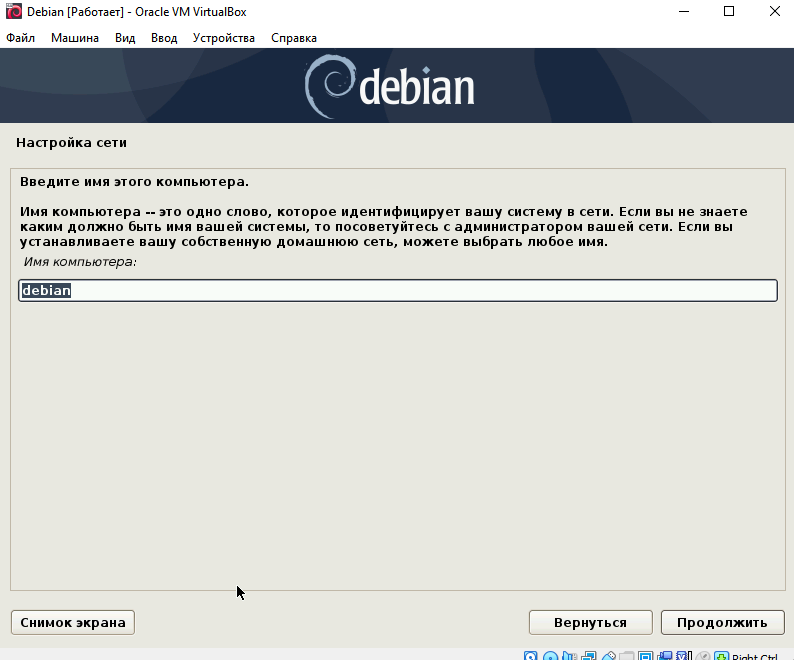 Debian [Работает] - Oracle VM VirtualBox
Файл Машина Вид Ввод Устройства Справка
debian
Настройка сети
Введите имя этого компьютера.
Имя компьютера -- это одно слово, которое идентифицирует вашу систему в сети. Если вы не знаете
каким должно быть имя вашей системы, то посоветуйтесь с администратором вашей сети. Если вы
устанавливаете вашу собственную домашнюю сеть, можете выбрать любое имя.
Имя компьютера:
debian
Снимок экрана Вернуться Продолжить
Right Ctrl